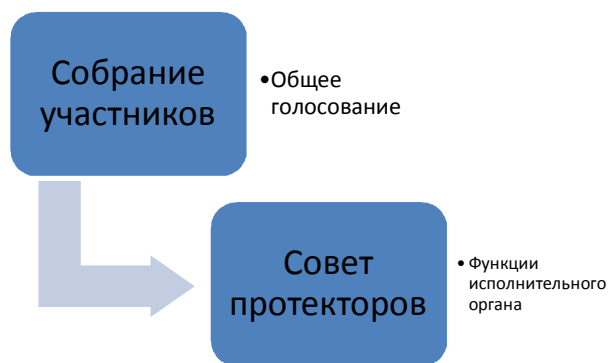 Собрание
участников
•Общее
голосование
Совет
протекторов
• Функции
исполнительного
органа